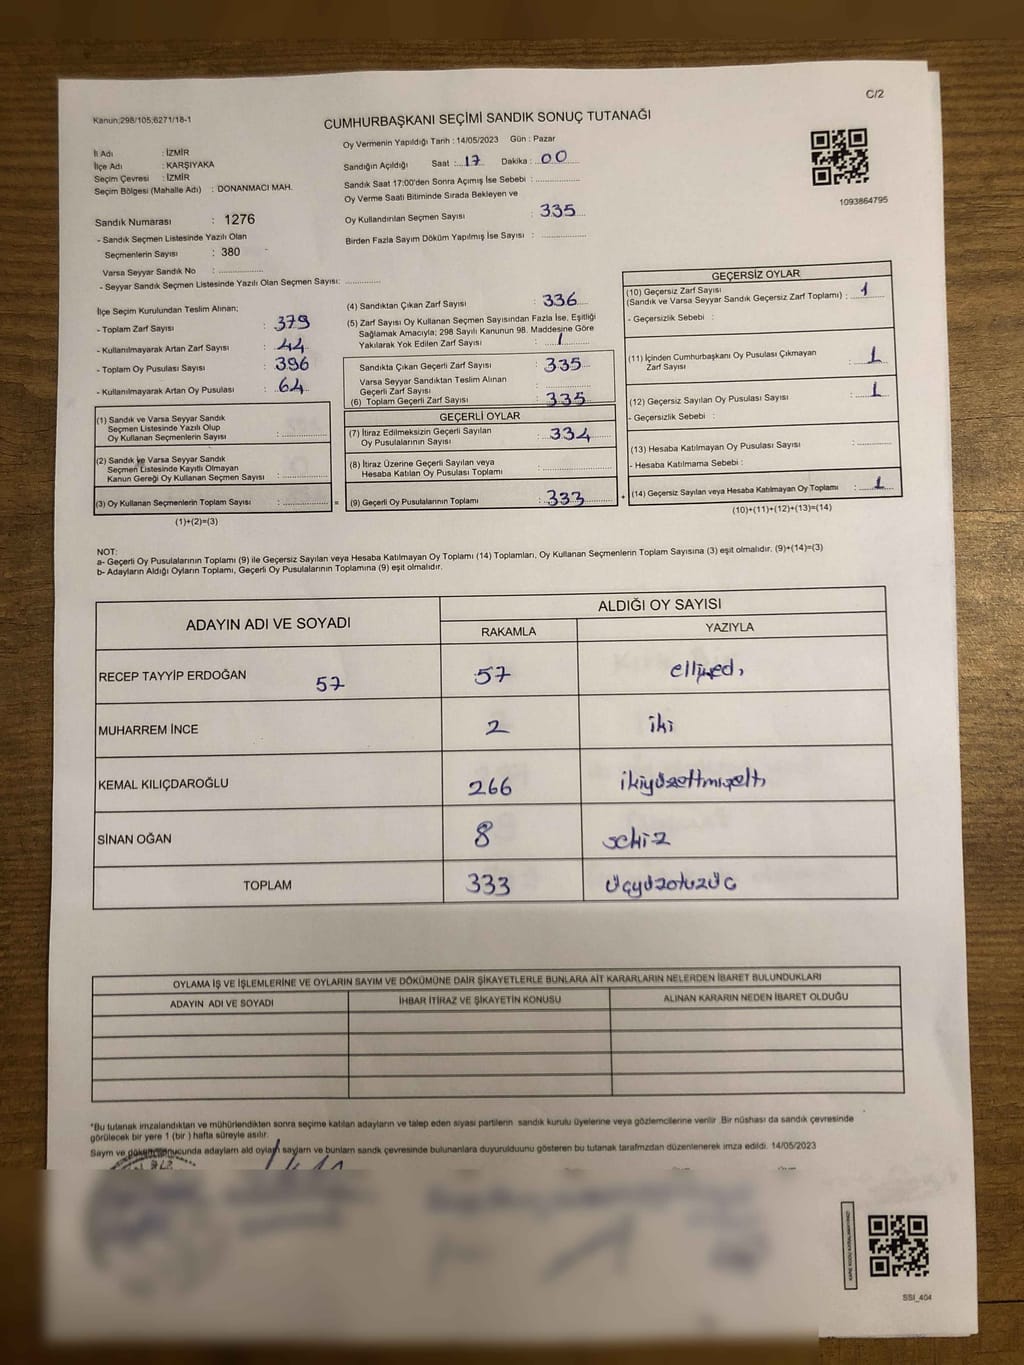 C/2
Kanun;298/105;6271/18-1
CUMHURBAŞKANI SEÇİMİ SANDIK SONUÇ TUTANAĞI
İl Adı : İZMİR
İlçe Adı : KARŞIYAKA
Seçim Çevresi : İZMİR
Seçim Bölgesi (Mahalle Adı) : DONANMACI MAH.
Sandık Numarası : 1276
- Sandık Seçmen Listesinde Yazılı Olan
Seçmenlerin Sayısı : 380
Varsa Seyyar Sandık No : ..............
- Seyyar Sandık Seçmen Listesinde Yazılı Olan Seçmen Sayısı: ............
Oy Vermenin Yapıldığı Tarih : 14/05/2023 Gün : Pazar
Sandığın Açıldığı Saat : 17 Dakika : 00
Sandık Saat 17:00'den Sonra Açımış İse Sebebi : ..............
Oy Verme Saati Bitiminde Sırada Bekleyen ve
Oy Kullandırılan Seçmen Sayısı : 335
Birden Fazla Sayım Döküm Yapılmış İse Sayısı : ..............
1093864795
İlçe Seçim Kurulundan Teslim Alınan;
- Toplam Zarf Sayısı : 379
- Kullanılmayarak Artan Zarf Sayısı : 44
- Toplam Oy Pusulası Sayısı : 396
- Kullanılmayarak Artan Oy Pusulası : 64
(1) Sandık ve Varsa Seyyar Sandık
Seçmen Listesinde Yazılı Olup
Oy Kullanan Seçmenlerin Sayısı : ..............
(2) Sandık ve Varsa Seyyar Sandık
Seçmen Listesinde Kayıtlı Olmayan
Kanun Gereği Oy Kullanan Seçmen Sayısı : ..............
(3) Oy Kullanan Seçmenlerin Toplam Sayısı : .............. =
(1)+(2)=(3)
(4) Sandıktan Çıkan Zarf Sayısı : 336
(5) Zarf Sayısı Oy Kullanan Seçmen Sayısından Fazla İse, Eşitliği
Sağlamak Amacıyla; 298 Sayılı Kanunun 98. Maddesine Göre
Yakılarak Yok Edilen Zarf Sayısı : 1
Sandıkta Çıkan Geçerli Zarf Sayısı : 335
Varsa Seyyar Sandıktan Teslim Alınan
Geçerli Zarf Sayısı : ..............
(6) Toplam Geçerli Zarf Sayısı : 335
GEÇERLİ OYLAR
(7) İtiraz Edilmeksizin Geçerli Sayılan
Oy Pusulalarının Sayısı : 334
(8) İtiraz Üzerine Geçerli Sayılan veya
Hesaba Katılan Oy Pusulası Toplamı : ..............
(9) Geçerli Oy Pusulalarının Toplamı : 333 +
GEÇERSİZ OYLAR
(10) Geçersiz Zarf Sayısı
(Sandık ve Varsa Seyyar Sandık Geçersiz Zarf Toplamı) : 1
- Geçersizlik Sebebi :
(11) İçinden Cumhurbaşkanı Oy Pusulası Çıkmayan
Zarf Sayısı : 1
(12) Geçersiz Sayılan Oy Pusulası Sayısı : 1
- Geçersizlik Sebebi :
(13) Hesaba Katılmayan Oy Pusulası Sayısı : ..............
- Hesaba Katılmama Sebebi :
(14) Geçersiz Sayılan veya Hesaba Katılmayan Oy Toplamı : 1
(10)+(11)+(12)+(13)=(14)
NOT:
a- Geçerli Oy Pusulalarının Toplamı (9) ile Geçersiz Sayılan veya Hesaba Katılmayan Oy Toplamı (14) Toplamları, Oy Kullanan Seçmenlerin Toplam Sayısına (3) eşit olmalıdır. (9)+(14)=(3)
b- Adayların Aldığı Oyların Toplamı, Geçerli Oy Pusulalarının Toplamına (9) eşit olmalıdır.
ADAYIN ADI VE SOYADI
ALDIĞI OY SAYISI
RAKAMLA YAZIYLA
RECEP TAYYİP ERDOĞAN 57 57 elliyedi
MUHARREM İNCE 2 iki
KEMAL KILIÇDAROĞLU 266 ikiyüzaltmışaltı
SİNAN OĞAN 8 sekiz
TOPLAM 333 üçyüzotuzüç
OYLAMA İŞ VE İŞLEMLERİNE VE OYLARIN SAYIM VE DÖKÜMÜNE DAİR ŞİKAYETLERLE BUNLARA AİT KARARLARIN NELERDEN İBARET BULUNDUKLARI
ADAYIN ADI VE SOYADI İHBAR İTİRAZ VE ŞİKAYETİN KONUSU ALINAN KARARIN NEDEN İBARET OLDUĞU
*Bu tutanak imzalandıktan ve mühürlendikten sonra seçime katılan adayların ve talep eden siyasi partilerin sandık kurulu üyelerine veya gözlemcilerine verilir .Bir nüshası da sandık çevresinde
görülecek bir yere 1 (bir ) hafta süreyle asılır.
Sayım ve döküm sonucunda adayların ald oyların sayların ve bunların sandık çevresinde bulunanlara duyurulduunu gösteren bu tutanak tarafmzdan düzenlenerek imza edildi. 14/05/2023
SSI_404